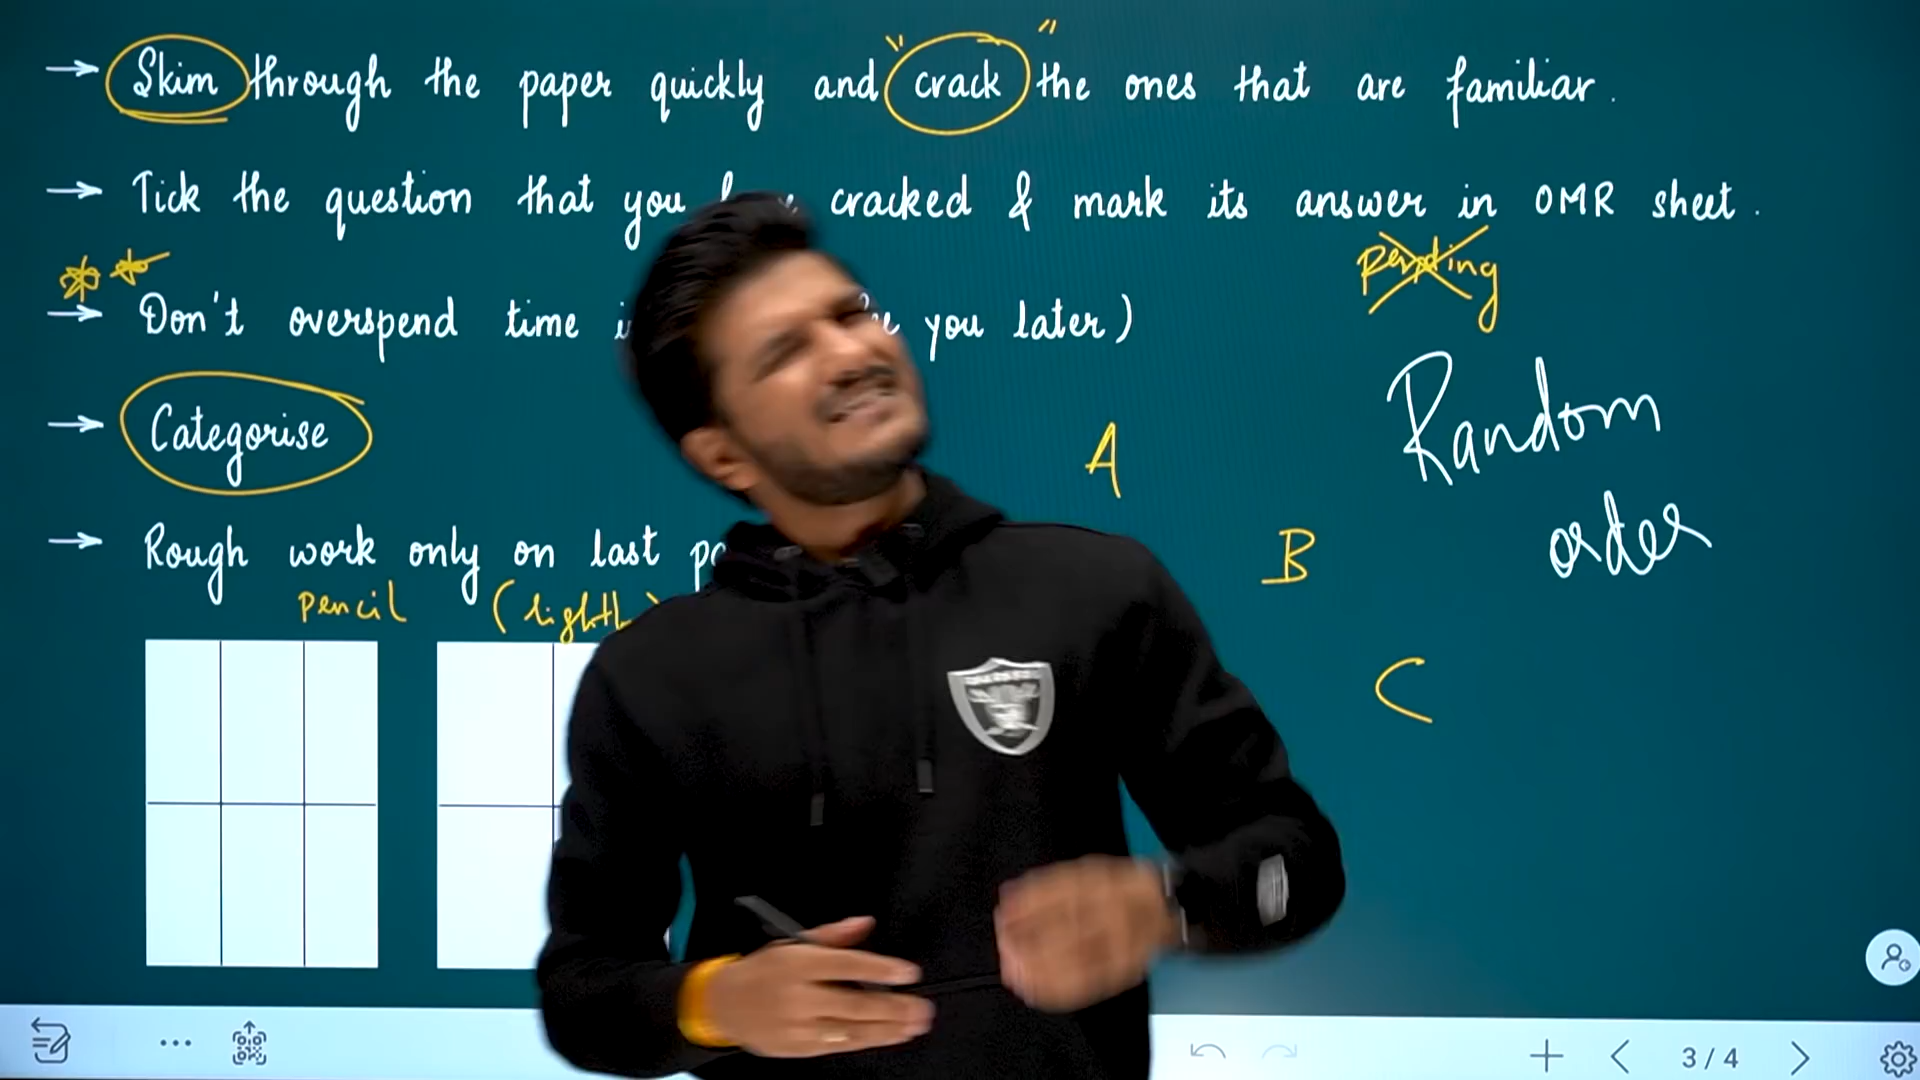 → Skim through the paper quickly and "crack" the ones that are familiar.
→ Tick the question that you cracked & mark its answer in OMR sheet.
pending
→ Don't overspend time you later)
→ Categorise
Random
A
order
B
→ Rough work only on last
pencil
C
3/4